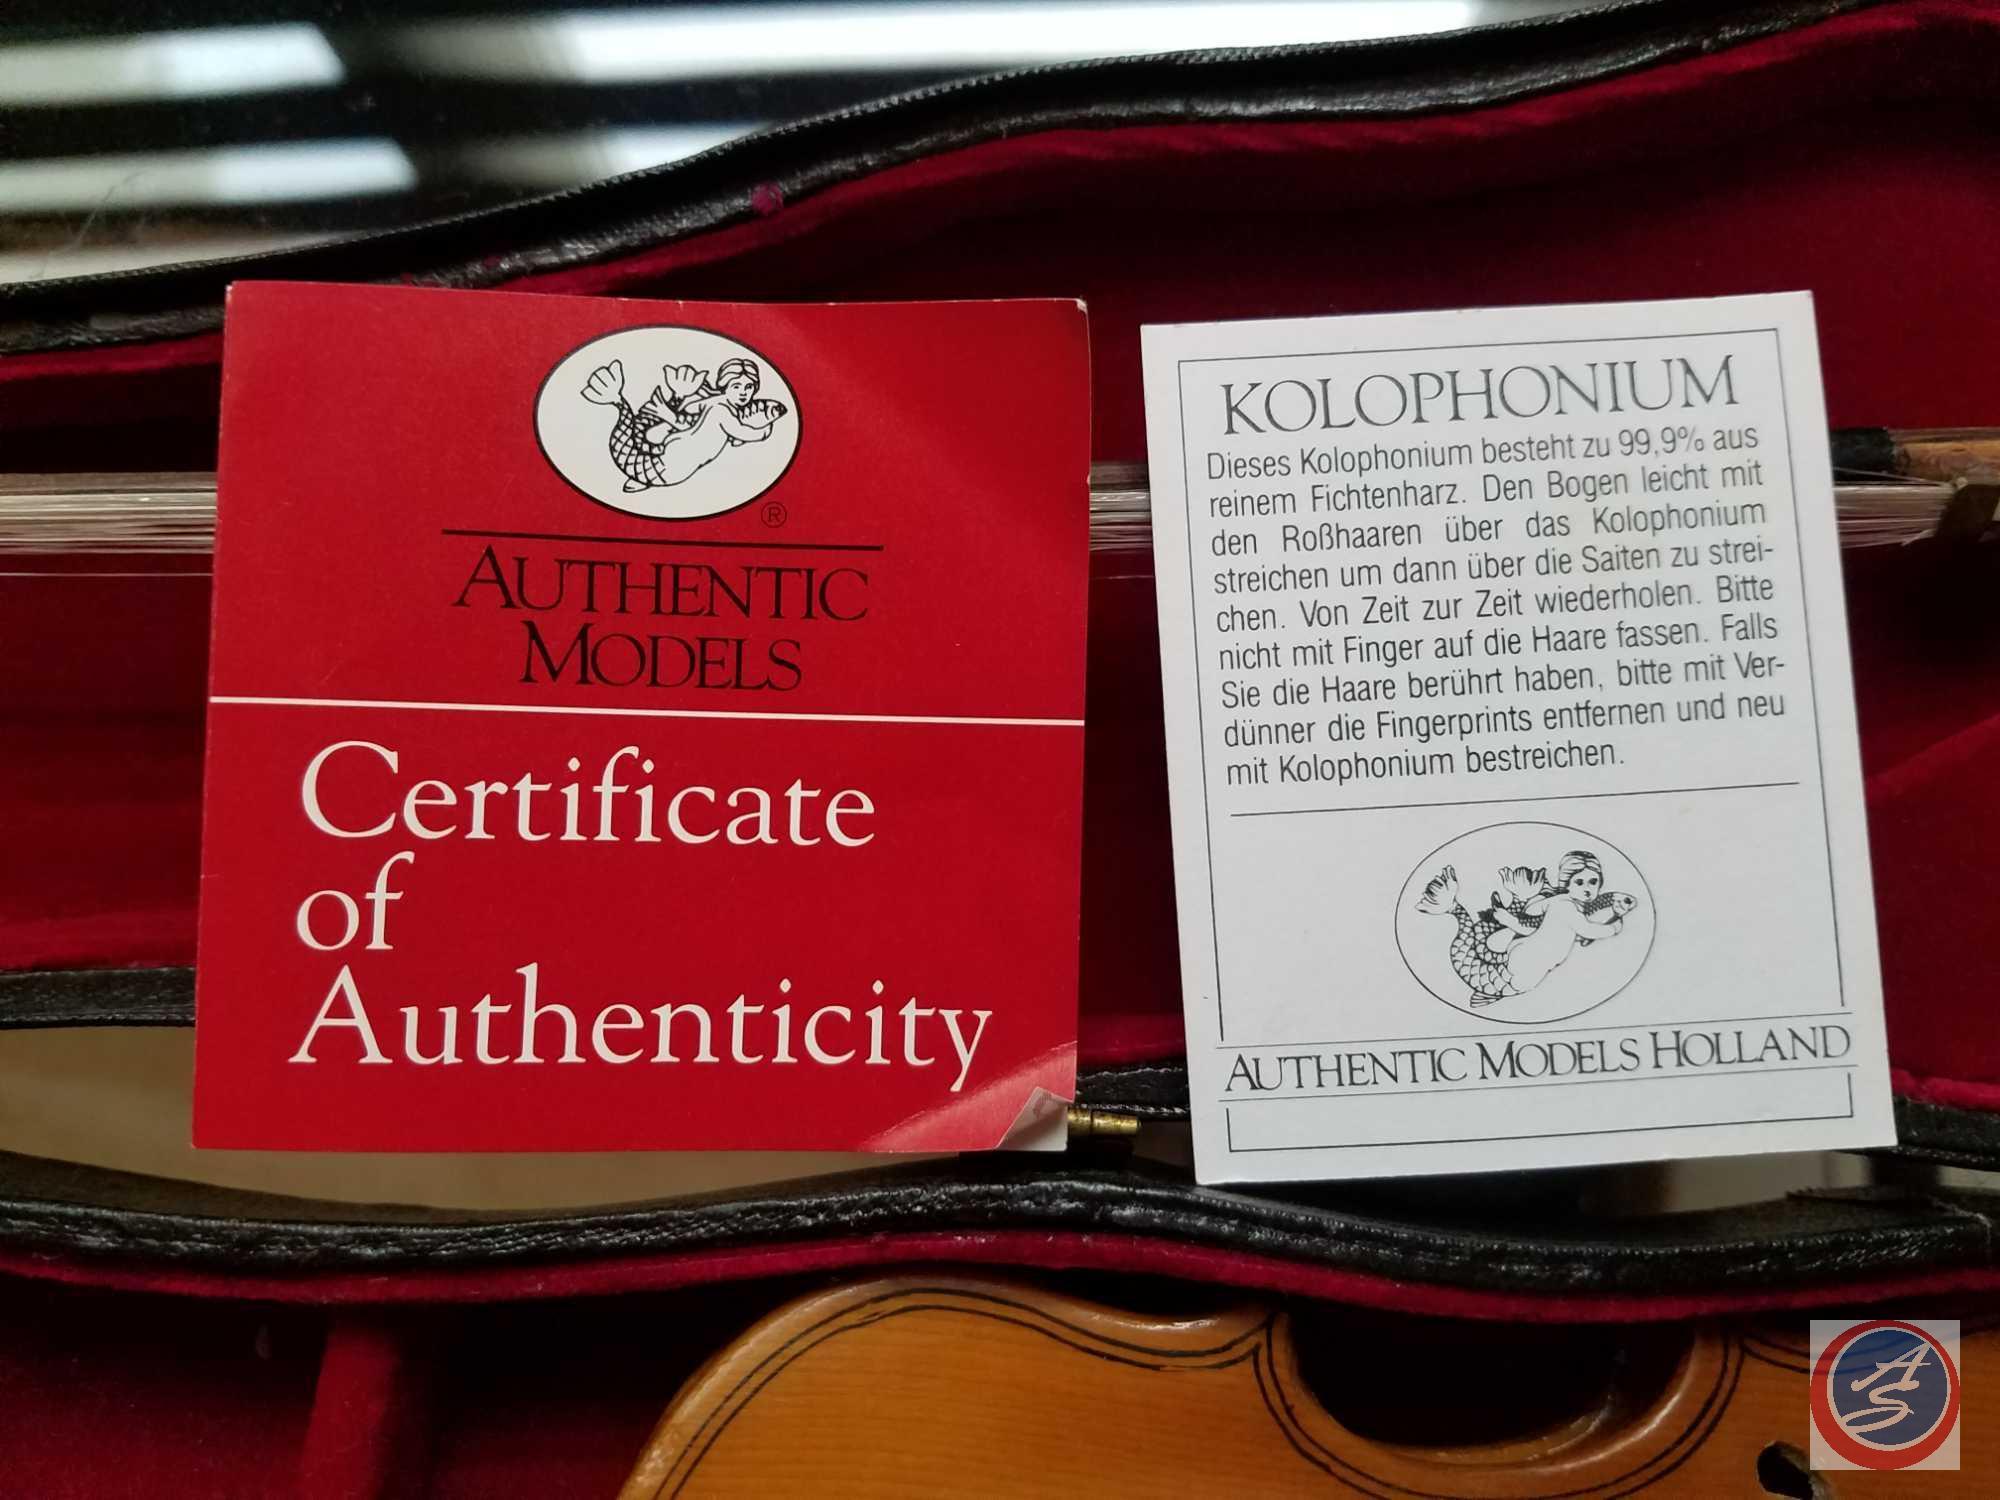 ®
AUTHENTIC
MODELS
Certificate
of
Authenticity
KOLOPHONIUM
Dieses Kolophonium besteht zu 99,9% aus
reinem Fichtenharz. Den Bogen leicht mit
den Roßhaaren über das Kolophonium
streichen um dann über die Saiten zu strei-
chen. Von Zeit zur Zeit wiederholen. Bitte
nicht mit Finger auf die Haare fassen. Falls
Sie die Haare berührt haben, bitte mit Ver-
dünner die Fingerprints entfernen und neu
mit Kolophonium bestreichen.
AUTHENTIC MODELS HOLLAND
AS